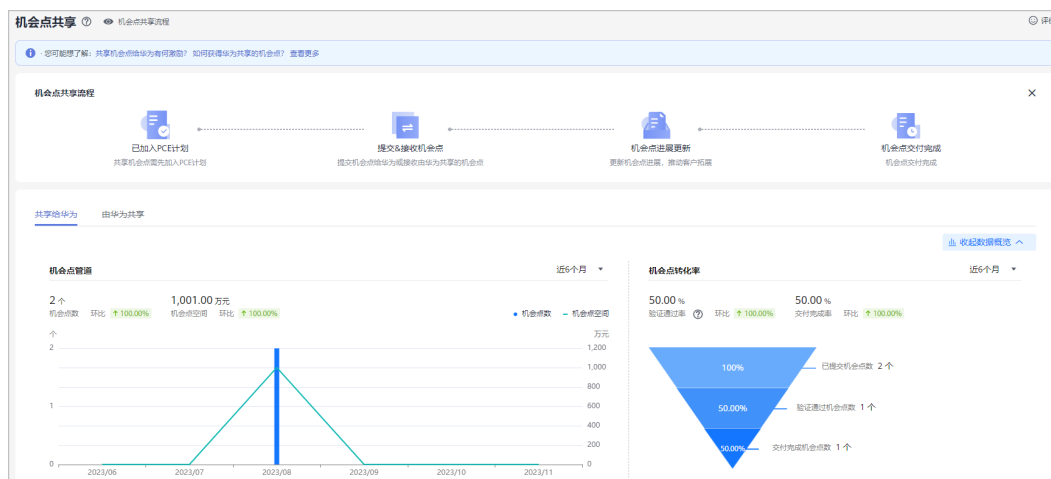 机会点共享 ? 机会点共享流程 评
您可能想了解: 共享机会点给华为有何激励? 如何获得华为共享的机会点? 查看更多
机会点共享流程
已加入PCE计划 提交&接收机会点 机会点进展更新 机会点交付完成
共享机会点需先加入PCE计划 提交机会点给华为或接收由华为共享的机会点 更新机会点进展，推动客户拓展 机会点交付完成
共享给华为 由华为共享
收起数据概览
机会点管道 近6个月 机会点转化率 近6个月
2 个 1,001.00 万元 50.00 % 50.00 %
机会点数 环比 ↑ 100.00% 机会点空间 环比 ↑ 100.00% 机会点数 机会点空间 验证通过率 ? 环比 ↑ 100.00% 交付完成率 环比 ↑ 100.00%
个 万元
2 1,200
1,000
800
1 600
400
200
0 0
2023/06 2023/07 2023/08 2023/09 2023/10 2023/11
100% 已提交机会点数 2 个
50.00% 验证通过机会点数 1 个
50.00% 交付完成机会点数 1 个